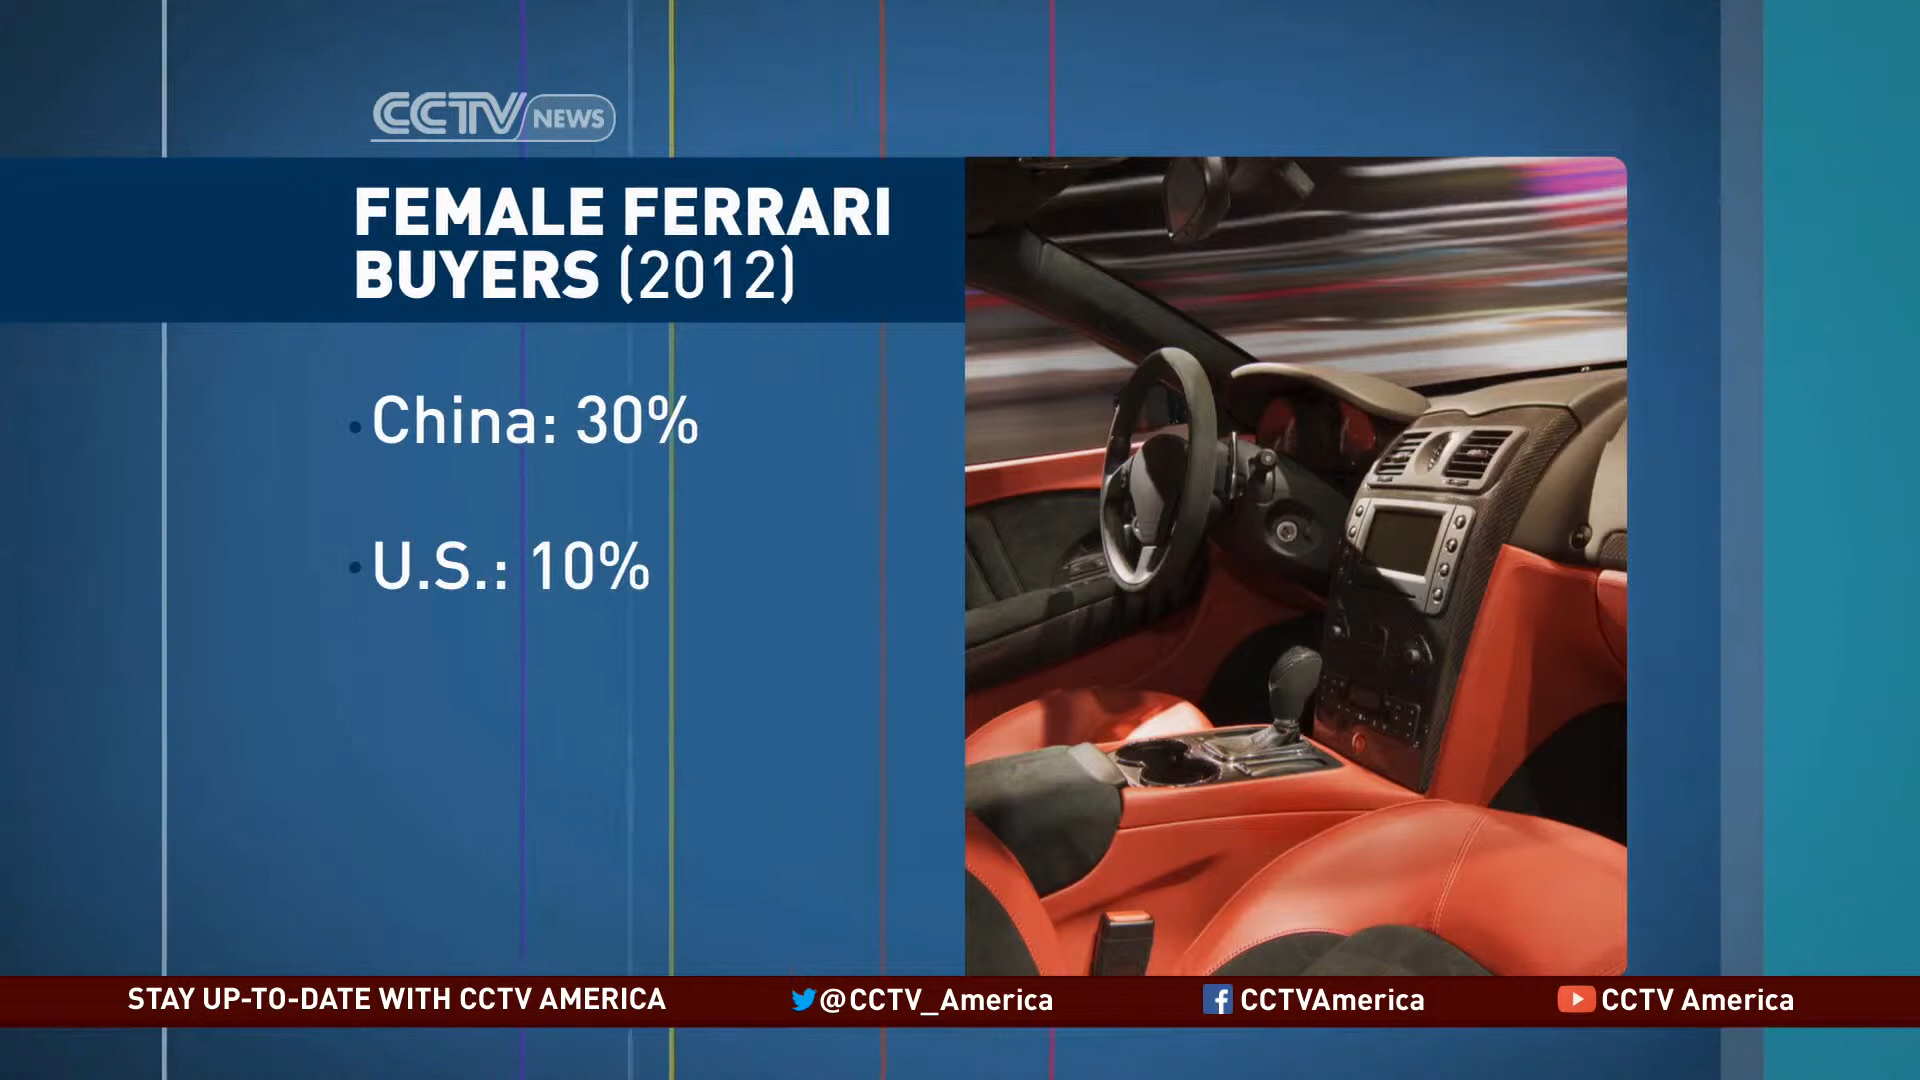 CCTV NEWS
FEMALE FERRARI
BUYERS (2012)
• China: 30%
• U.S.: 10%
STAY UP-TO-DATE WITH CCTV AMERICA @CCTV_America CCTVAmerica CCTV America